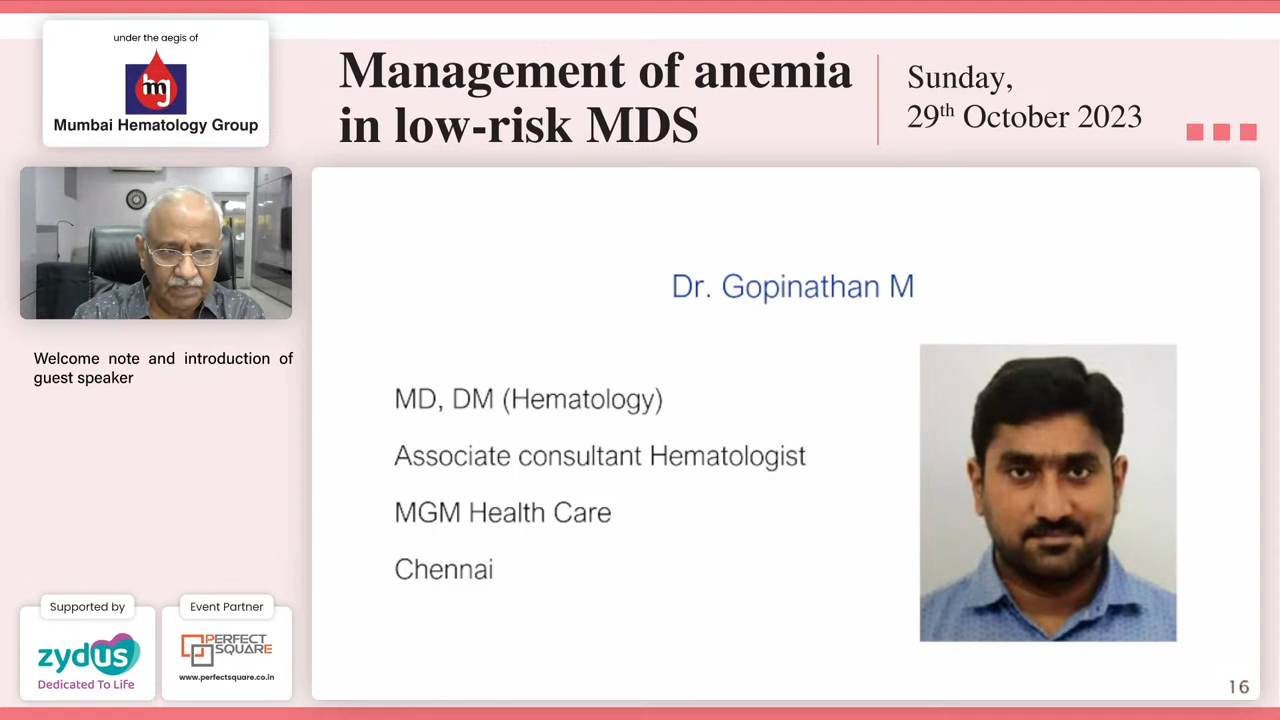 under the aegis of
mg
Mumbai Hematology Group
Management of anemia
in low-risk MDS
Sunday,
29th October 2023
Welcome note and introduction of
guest speaker
Dr. Gopinathan M
MD, DM (Hematology)
Associate consultant Hematologist
MGM Health Care
Chennai
Supported by
zydus
Dedicated To Life
Event Partner
PERFECT
SQUARE
www.perfectsquare.co.in
16